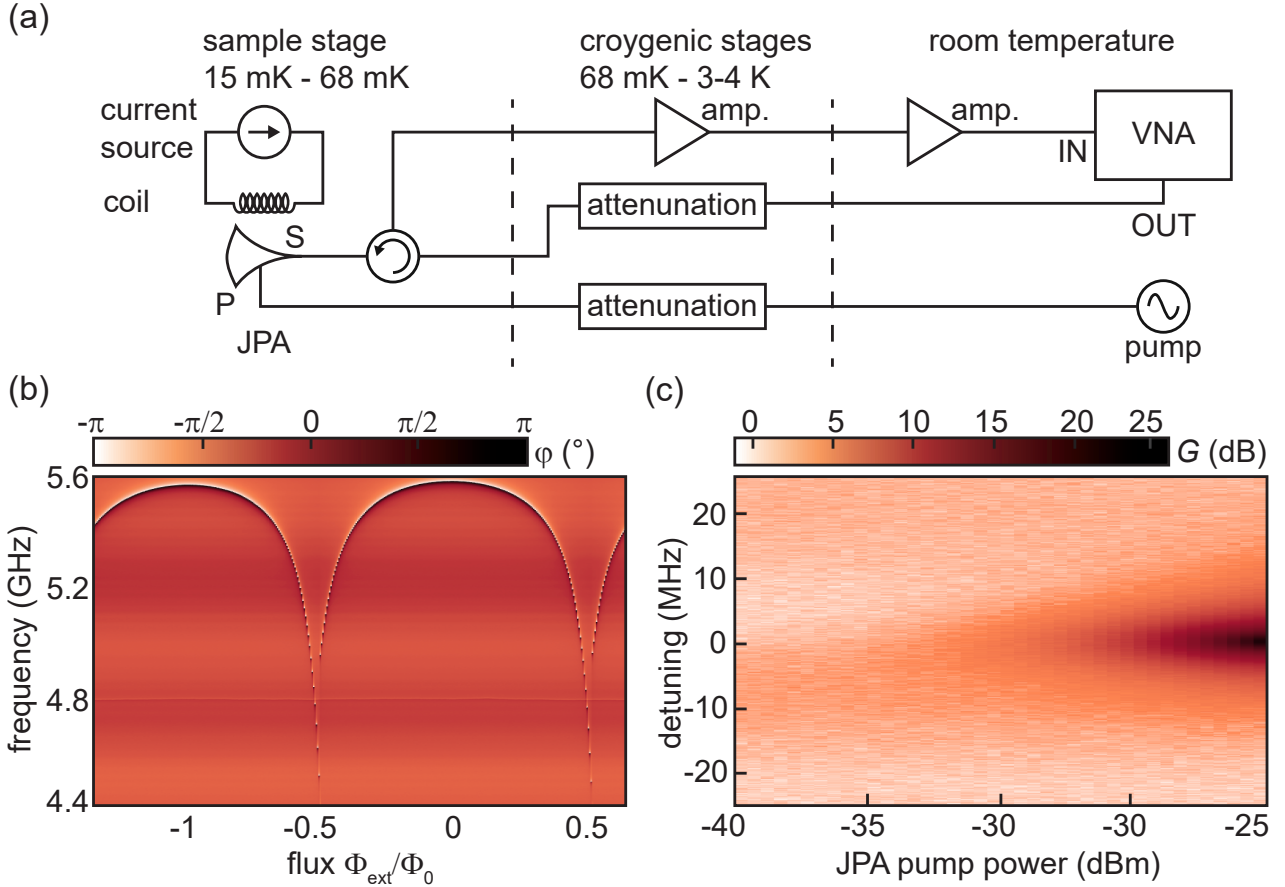 (a)
sample stage
15 mK - 68 mK
croygenic stages
68 mK - 3-4 K
room temperature
current
source
coil
amp.
amp.
VNA
IN
OUT
attenunation
S
P
JPA
attenunation
pump
(b)
-π -π/2 0 π/2 π
φ (°)
frequency (GHz)
5.6
5.2
4.8
4.4
-1 -0.5 0 0.5
flux Φext/Φ0
(c)
0 5 10 15 20 25
G (dB)
detuning (MHz)
20
10
0
-10
-20
-40 -35 -30 -30 -25
JPA pump power (dBm)